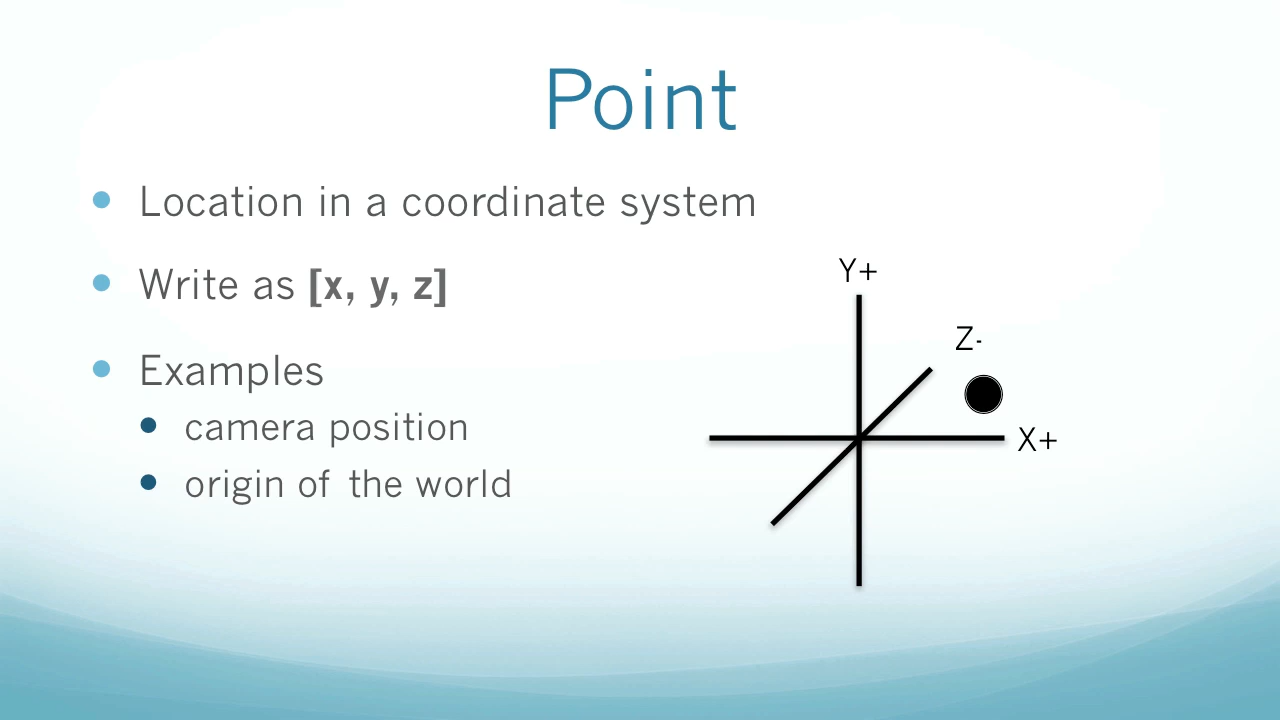 Point
Location in a coordinate system
Write as [x, y, z]
Examples
camera position
origin of the world
Y+
Z-
X+